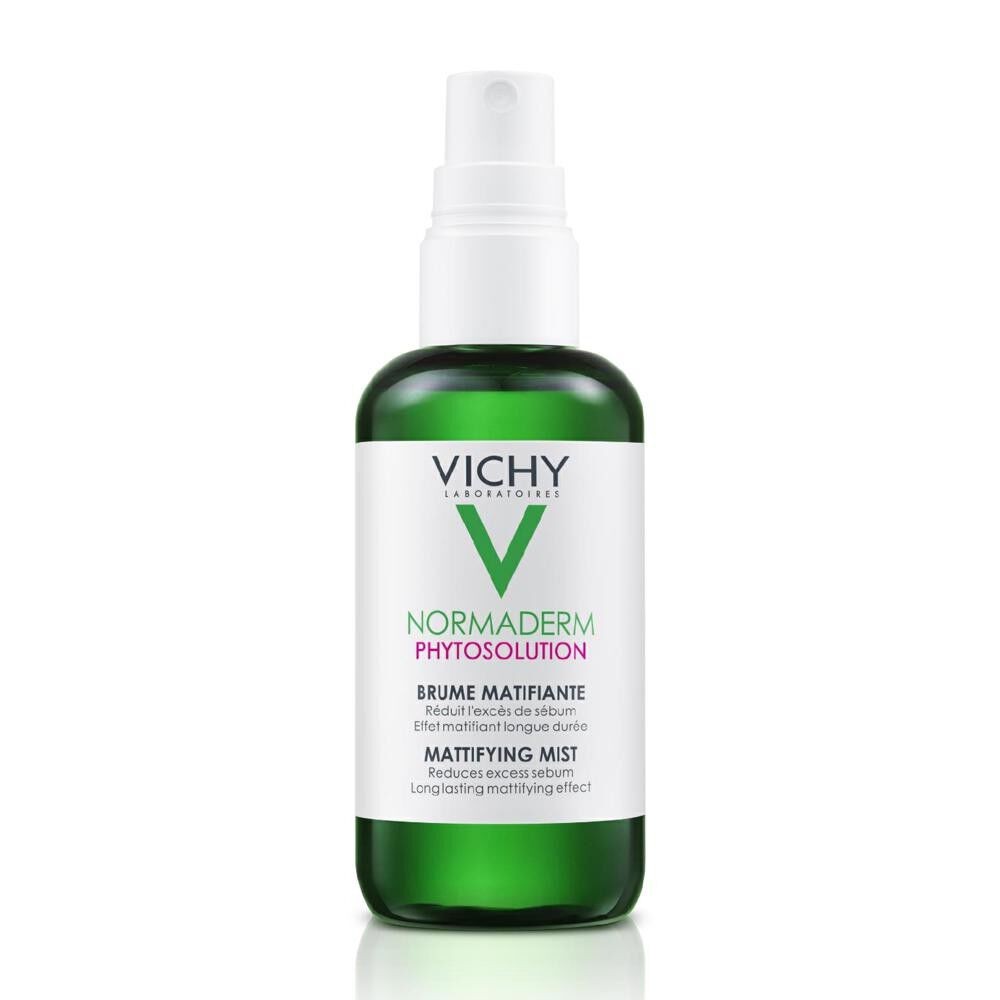 VICHY
LABORATOIRES
V
NORMADERM
PHYTOSOLUTION
BRUME MATIFIANTE
Réduit l'excès de sébum
Effet matifiant longue durée
MATTIFYING MIST
Reduces excess sebum
Long lasting mattifying effect